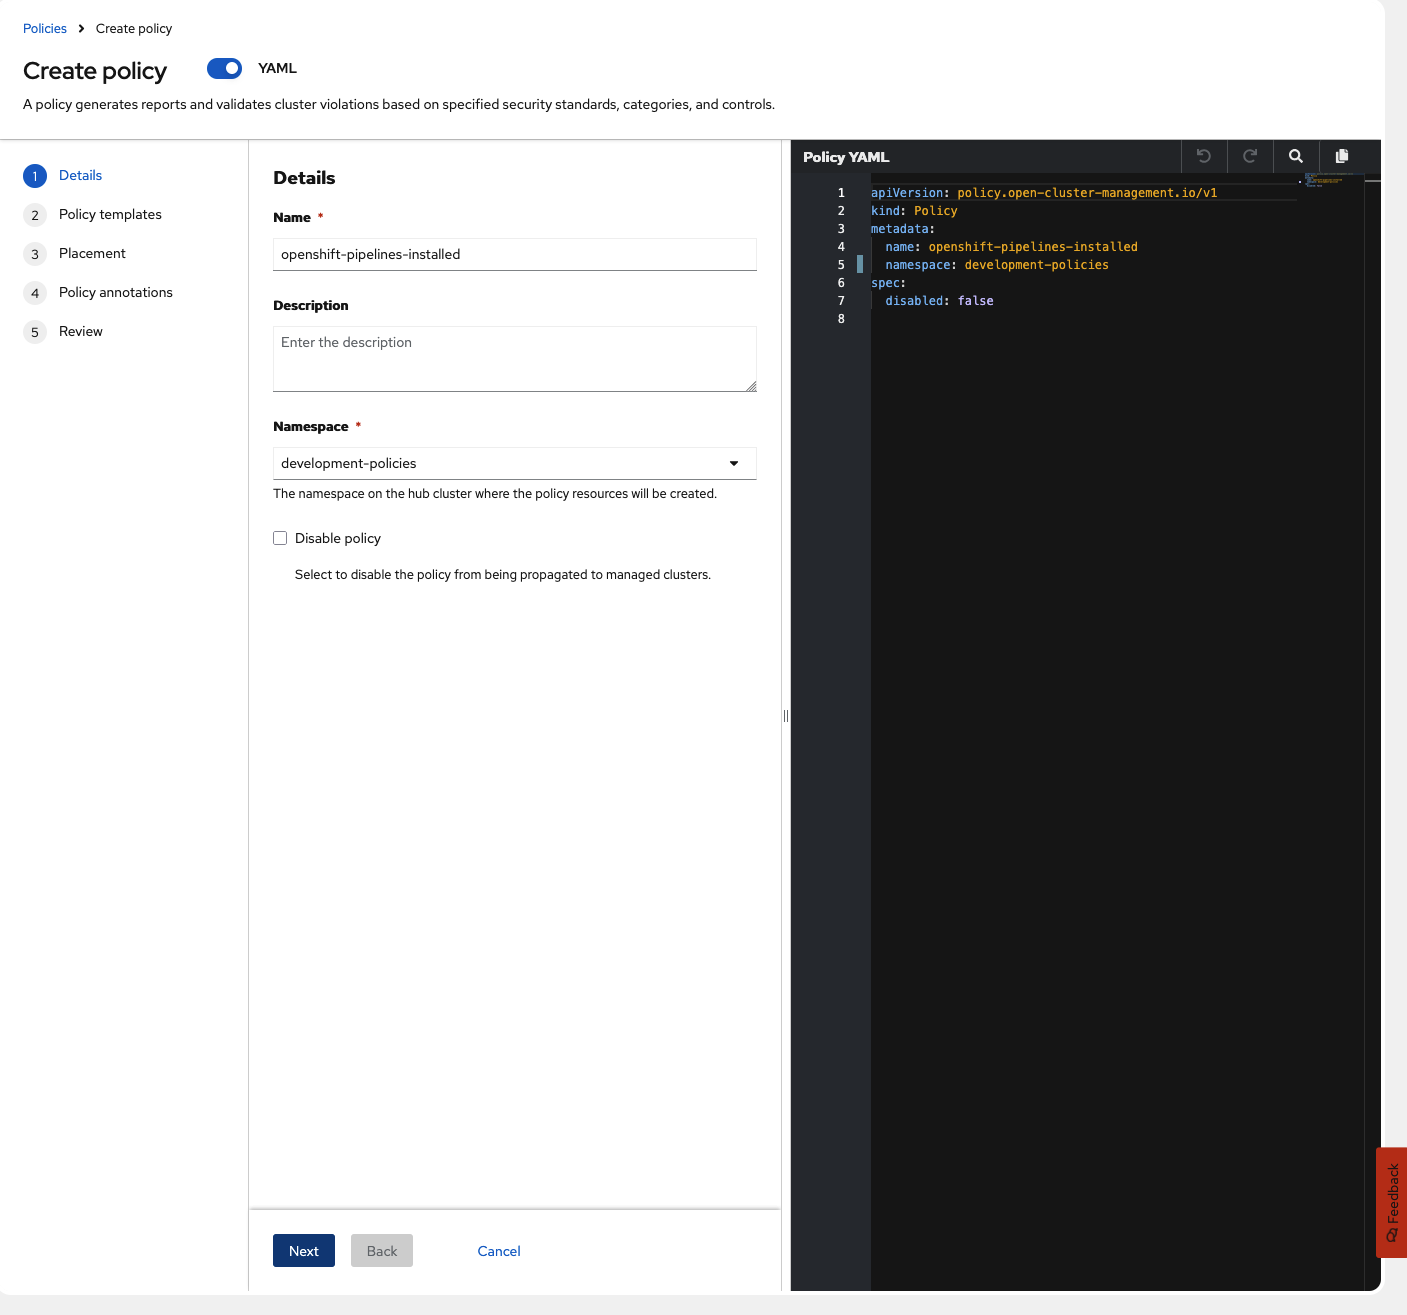 Policies > Create policy
Create policy YAML
A policy generates reports and validates cluster violations based on specified security standards, categories, and controls.
1 Details
2 Policy templates
3 Placement
4 Policy annotations
5 Review
Details
Name *
openshift-pipelines-installed
Description
Enter the description
Namespace *
development-policies
The namespace on the hub cluster where the policy resources will be created.
Disable policy
Select to disable the policy from being propagated to managed clusters.
Next Back Cancel
Policy YAML
1 apiVersion: policy.open-cluster-management.io/v1
2 kind: Policy
3 metadata:
4   name: openshift-pipelines-installed
5   namespace: development-policies
6 spec:
7   disabled: false
8
Feedback